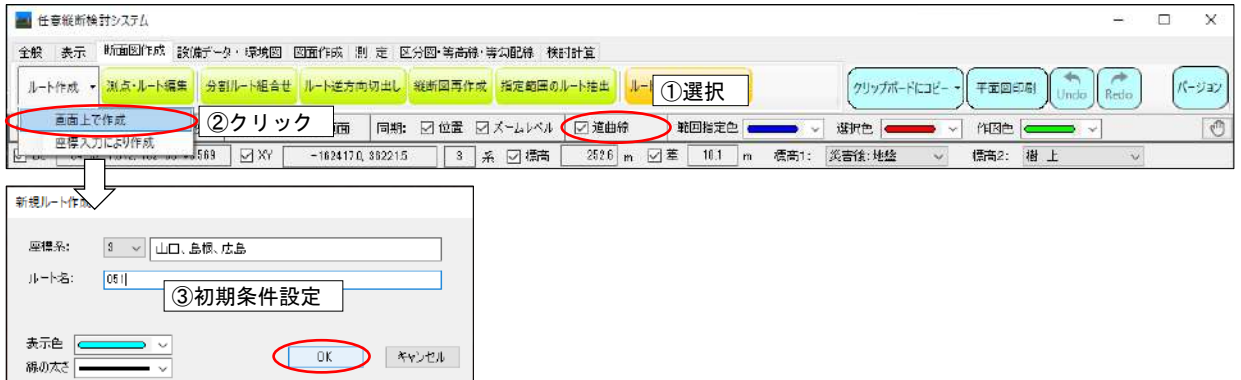 任意縦断検討システム
全般 表示 断面図作成 設備データ・環境図 図面作成 測 定 区分図・等高線・等勾配線 検討計算
ルート作成 測点・ルート編集 分割ルート組合せ ルート逆方向切出し 縦断図再作成 指定範囲のルート抽出 ①選択 クリップボードにコピー 平面図印刷 Undo Redo バージョン
画面上で作成 ②クリック 同期: 位置 ズームレベル 道曲線 範囲指定色 選択色 作図色
座標入力により作成 XY 3 系 標高 252.6 m 差 10.1 m 標高1: 災害後:地盤 標高2: 樹 上
新規ルート作成
座標系: 3 山口、島根、広島
ルート名: 051
③初期条件設定
表示色
線の太さ OK キャンセル